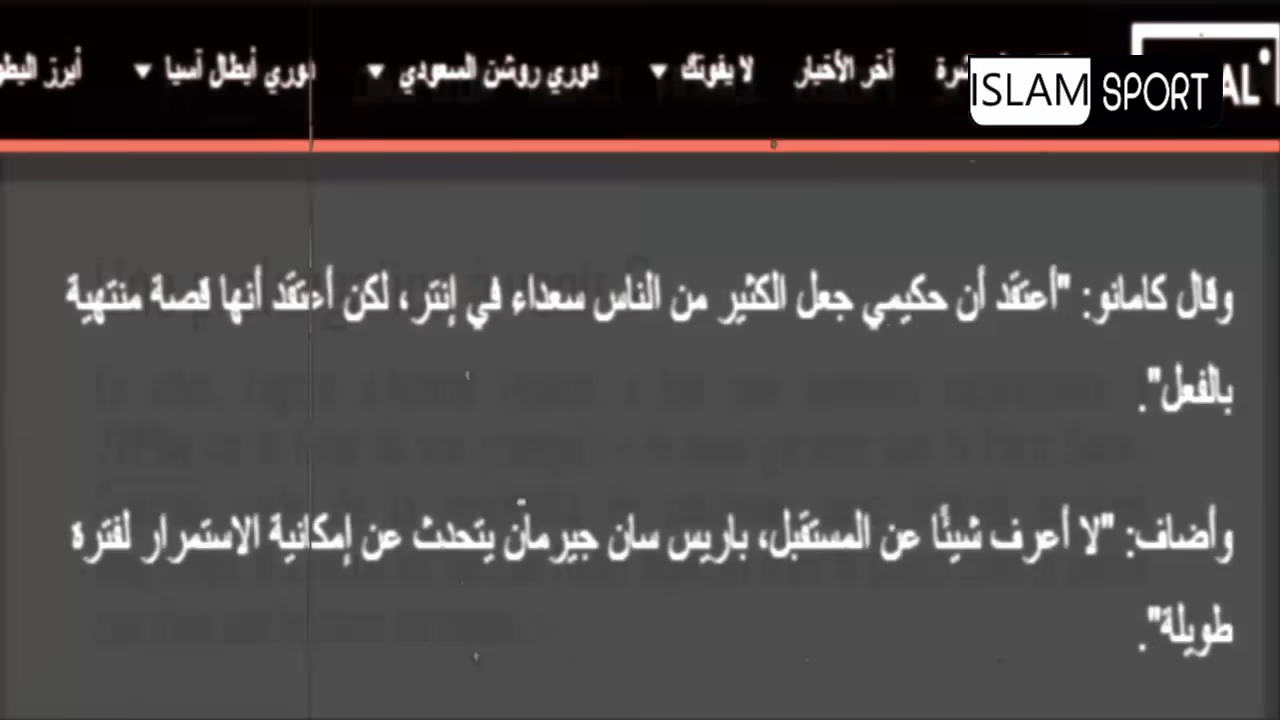 آخر الأخبار لا يفوتك دوري روشن السعودي دوري أبطال آسيا أبرز
ISLAM SPORT
وقال كامانو: "أعتقد أن حكيمي جعل الكثير من الناس سعداء في إنتر، لكن أعتقد أنها قصة منتهية
بالفعل".
وأضاف: "لا أعرف شيئًا عن المستقبل، باريس سان جيرمان يتحدث عن إمكانية الاستمرار لفترة
طويلة".